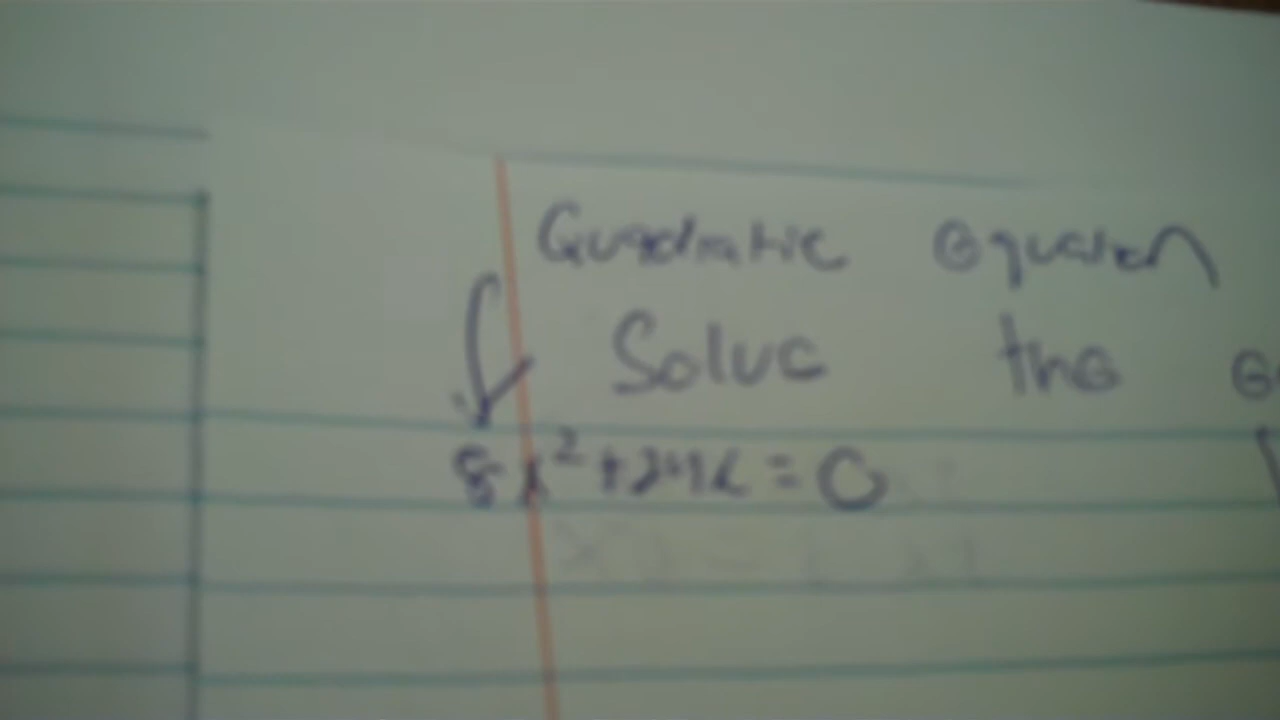 Quadratic equation
Solve the
8x² + 24x = 0